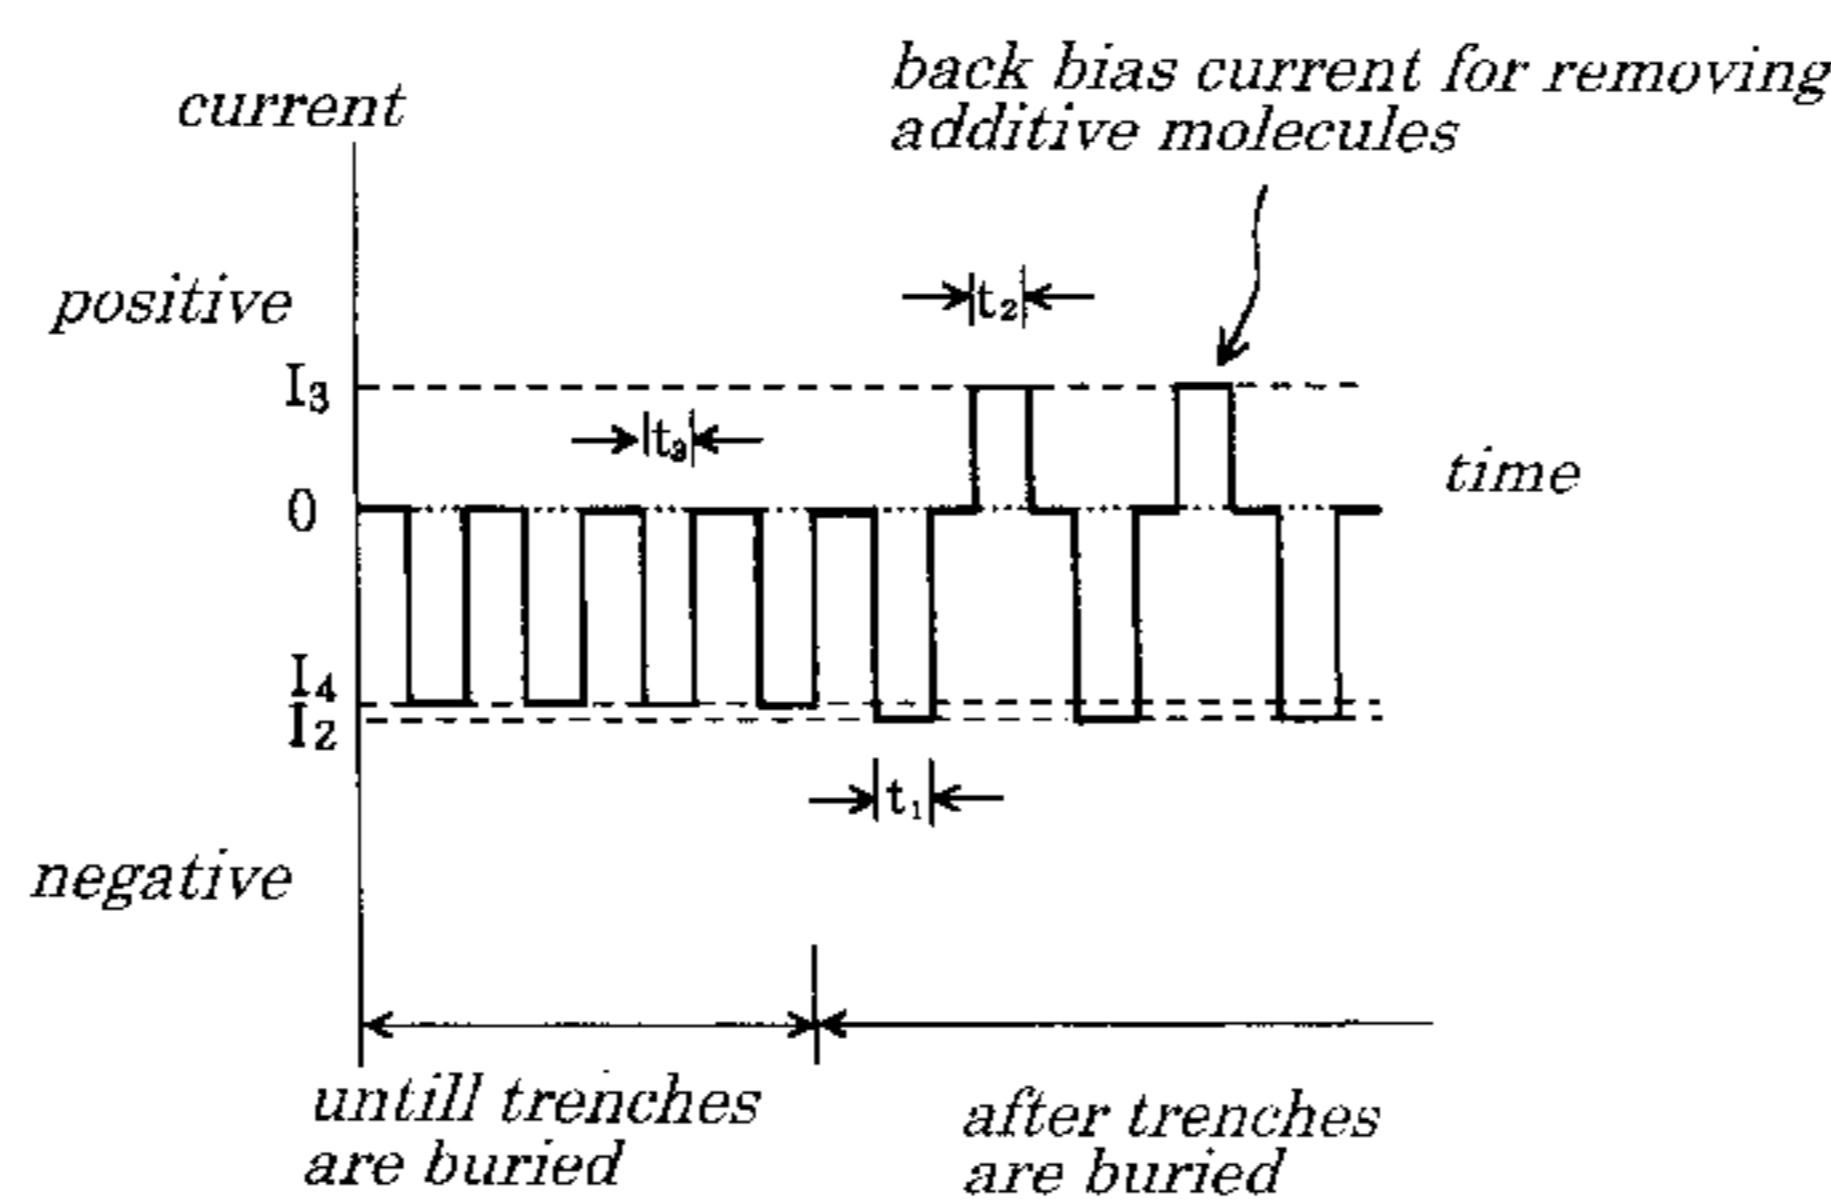 back bias current for removing
additive molecules
current
positive
t₂
I₃
t₃
time
0
I₄
I₂
t₁
negative
untill trenches
are buried
after trenches
are buried